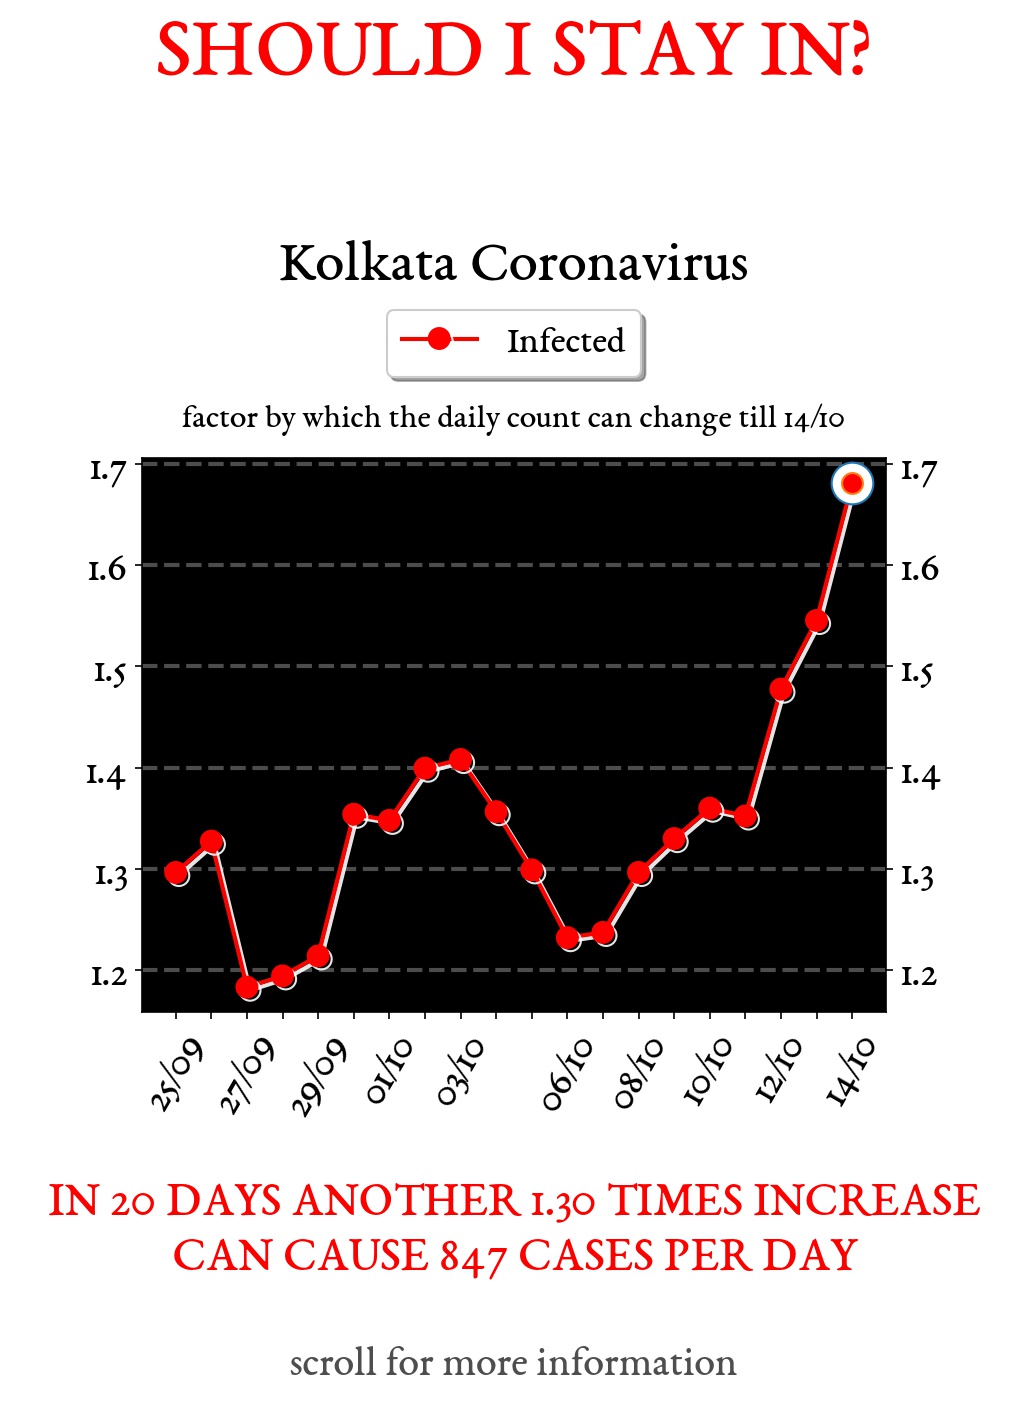 SHOULD I STAY IN?
Kolkata Coronavirus
Infected
factor by which the daily count can change till 14/10
1.7 1.7
1.6 1.6
1.5 1.5
1.4 1.4
1.3 1.3
1.2 1.2
25/09 27/09 29/09 01/10 03/10 06/10 08/10 10/10 12/10 14/10
IN 20 DAYS ANOTHER 1.30 TIMES INCREASE
CAN CAUSE 847 CASES PER DAY
scroll for more information